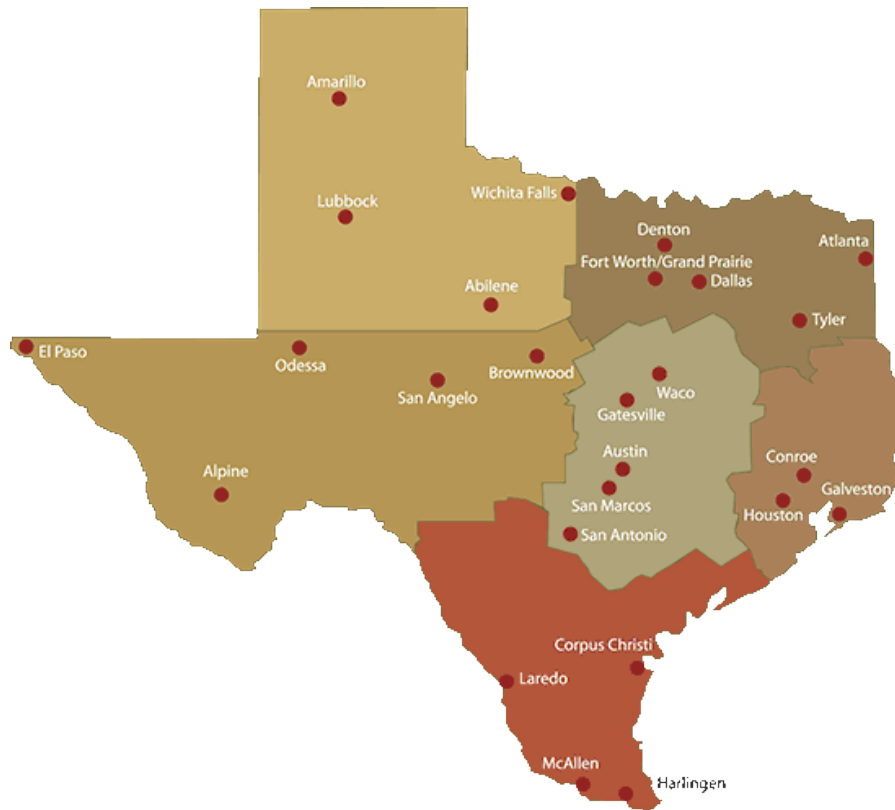 Amarillo
Wichita Falls
Lubbock
Denton
Atlanta
Fort Worth/Grand Prairie
Dallas
Abilene
Tyler
El Paso
Odessa
Brownwood
San Angelo
Waco
Gatesville
Austin
Conroe
Alpine
Galveston
San Marcos
Houston
San Antonio
Corpus Christi
Laredo
McAllen
Harlingen